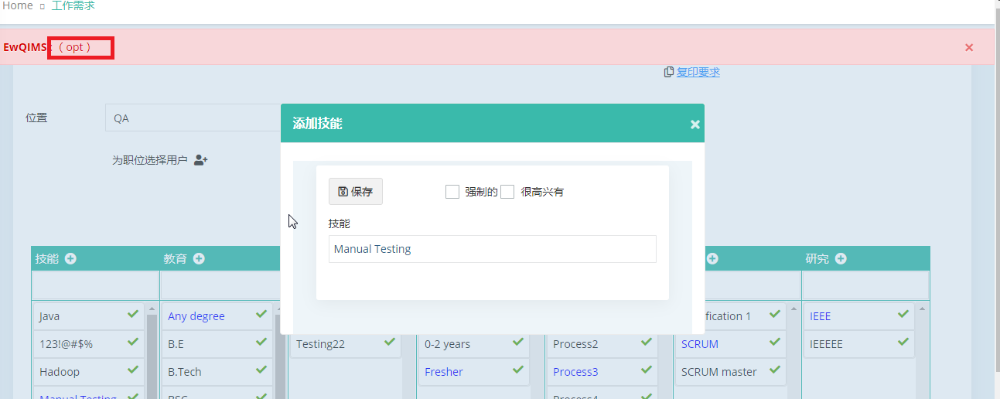 Home 工作需求
EwQIMS: ( opt ) ×
复印要求
位置 QA
添加技能 ×
为职位选择用户
保存 强制的 很高兴有
技能
Manual Testing
技能 教育 研究
Java Any degree fication 1 IEEE
123!@#$% B.E Testing22 0-2 years Process2 SCRUM IEEEEE
Hadoop B.Tech Fresher Process3 SCRUM master
Manual Testing BSC Process4